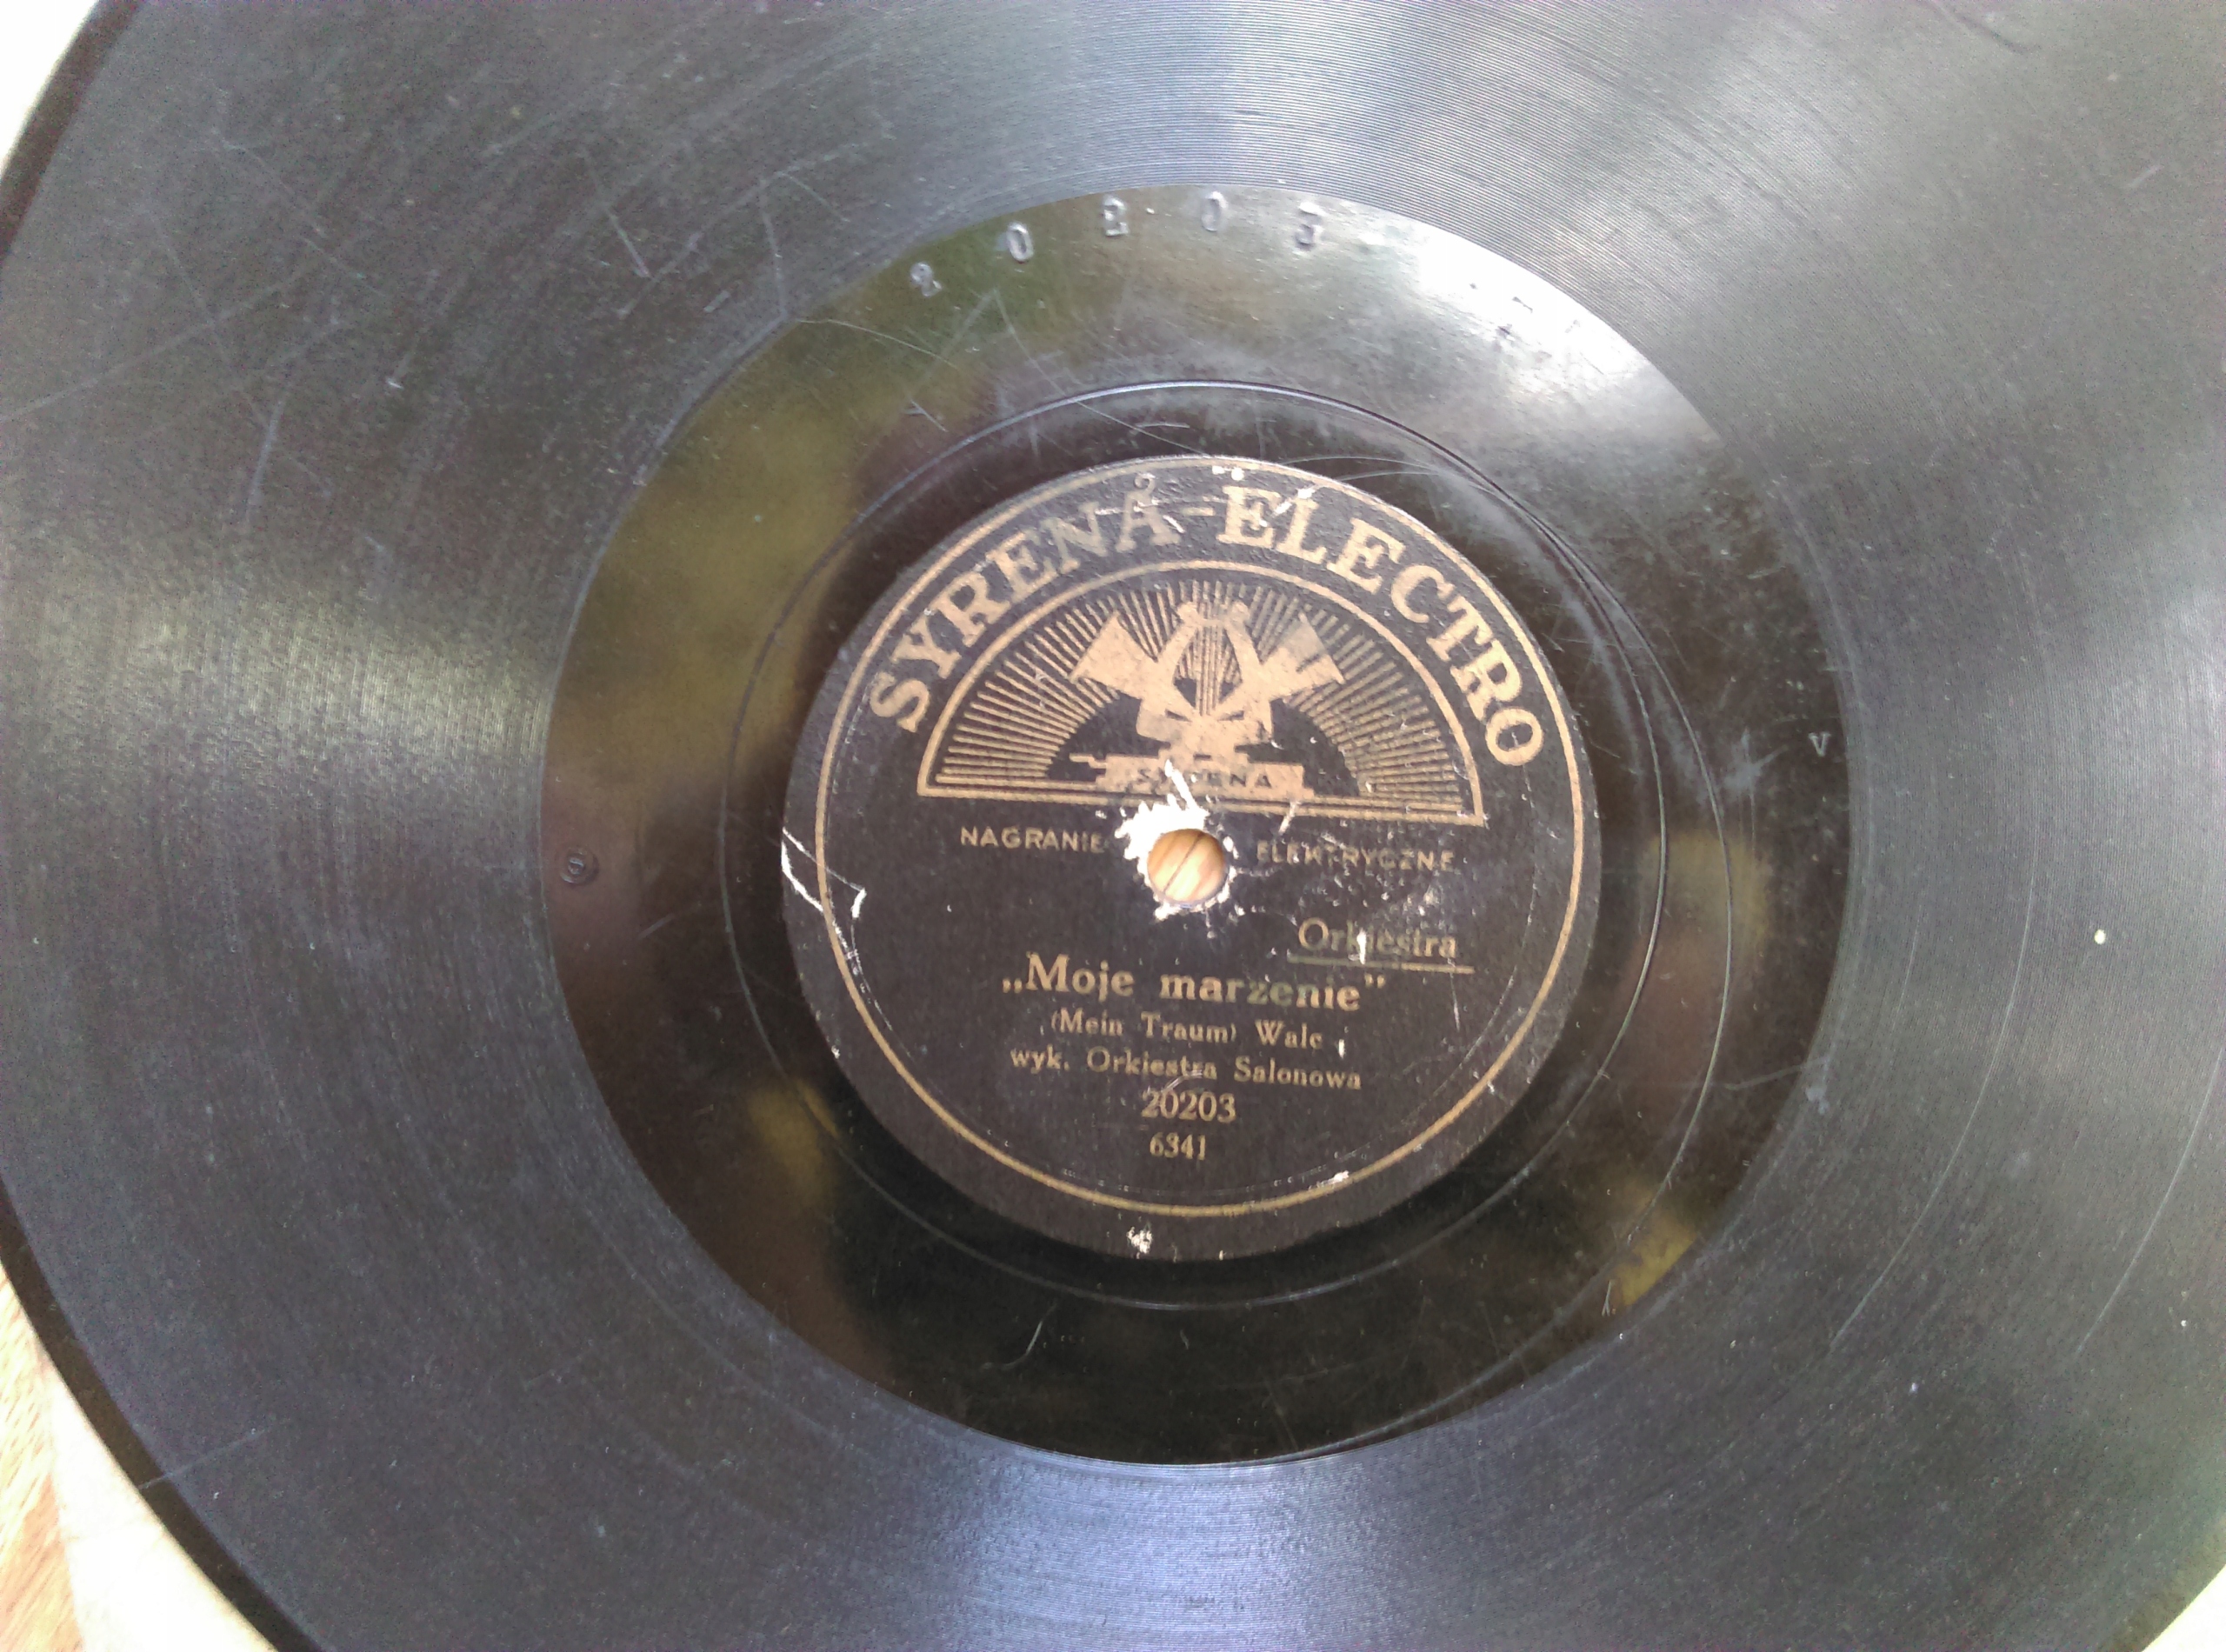 20203
SYRENA-ELECTRO
SYRENA
NAGRANIE ELEKTRYCZNE
Orkiestra
„Moje marzenie”
(Mein Traum) Walc
wyk. Orkiestra Salonowa
20203
6341
V